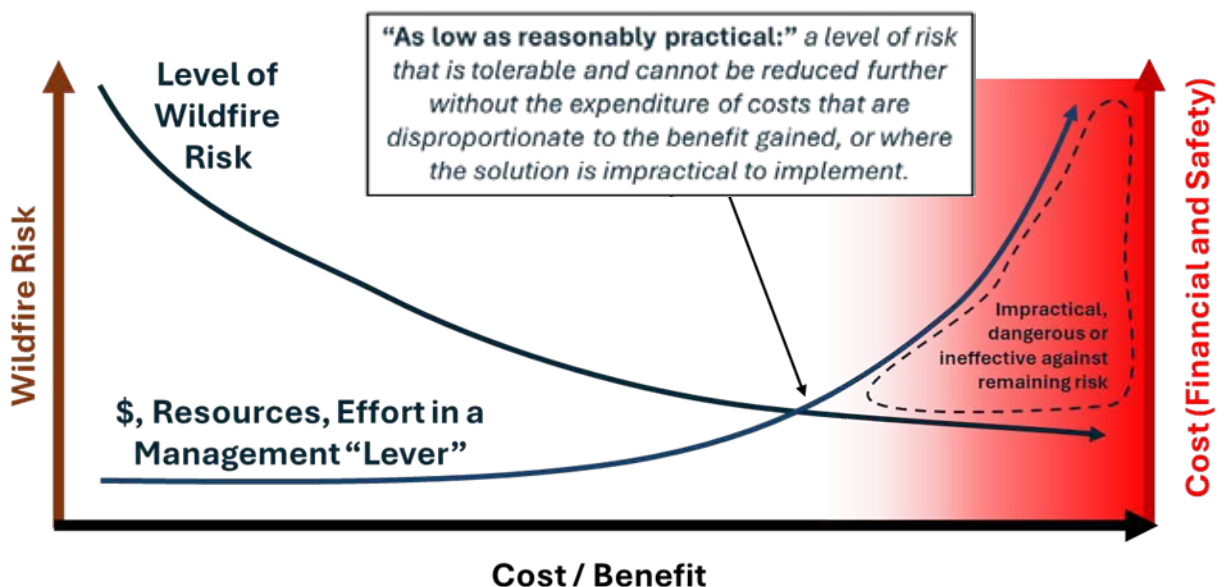 “As low as reasonably practical:” a level of risk
that is tolerable and cannot be reduced further
without the expenditure of costs that are
disproportionate to the benefit gained, or where
the solution is impractical to implement.
Level of
Wildfire
Risk
Wildfire Risk
Cost (Financial and Safety)
Impractical,
dangerous or
ineffective against
remaining risk
$, Resources, Effort in a
Management “Lever”
Cost / Benefit